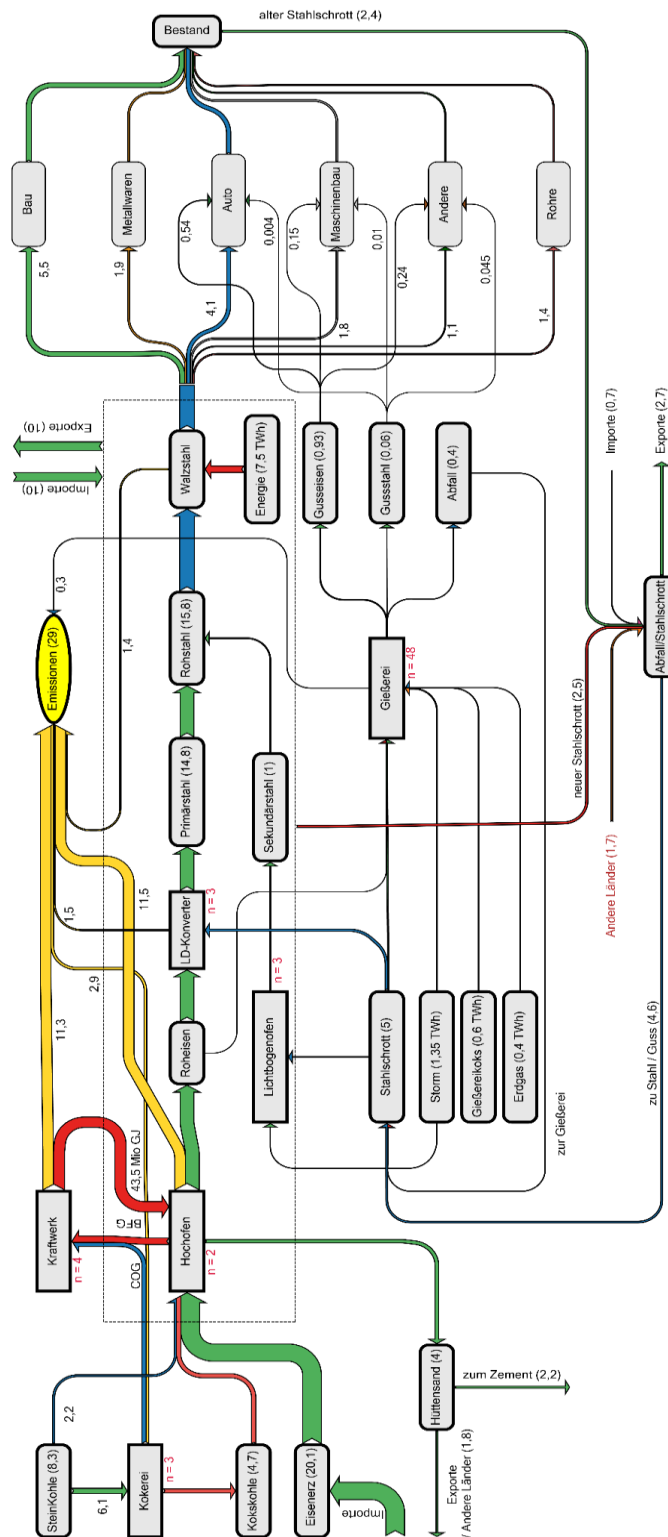 SteinKohle (8,3)
2,2
6,1
Kokerei
n = 3
Kokskohle (4,7)
Eisenerz (20,1)
Importe
Kraftwerk
n = 4
COG
BFG
43,5 Mio GJ
Hochofen
n = 2
Hüttensand (4)
zum Zement (2,2)
Exporte
/ Andere Länder (1,8)
11,3
2,9
1,5
11,5
1,4
0,3
Emissionen (29)
Roheisen
LD-Konverter
n = 3
Primärstahl (14,8)
Rohstahl (15,8)
Walzstahl
Energie (7,5 TWh)
Importe (10)
Exporte (10)
Lichtbogenofen
n = 3
Sekundärstahl (1)
Stahlschrott (5)
Storm (1,35 TWh)
Gießereikoks (0,6 TWh)
Erdgas (0,4 TWh)
zur Gießerei
Gießerei
n = 48
Gusseisen (0,93)
Gussstahl (0,06)
Abfall (0,4)
5,5
1,9
4,1
1,8
1,1
1,4
0,54
0,004
0,15
0,01
0,24
0,045
Bau
Metallwaren
Auto
Maschinenbau
Andere
Rohre
Bestand
alter Stahlschrott (2,4)
neuer Stahlschrott (2,5)
Andere Länder (1,7)
Importe (0,7)
Exporte (2,7)
Abfall/Stahlschrott
zu Stahl / Guss (4,6)